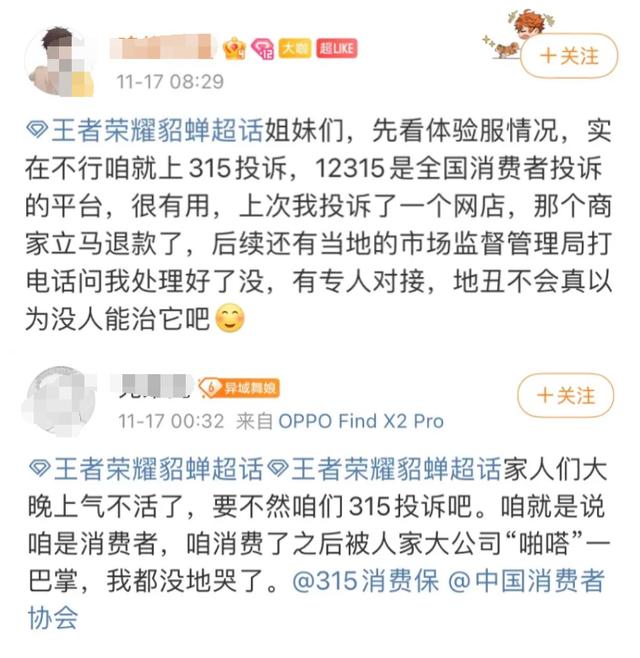 4 12 大咖 超LIKE
+关注
11-17 08:29
王者荣耀貂蝉超话姐妹们，先看体验服情况，实
在不行咱就上315投诉，12315是全国消费者投诉
的平台，很有用，上次我投诉了一个网店，那个商
家立马退款了，后续还有当地的市场监督管理局打
电话问我处理好了没，有专人对接，地丑不会真以
为没人能治它吧
6 异域舞娘
+关注
11-17 00:32 来自 OPPO Find X2 Pro
王者荣耀貂蝉超话王者荣耀貂蝉超话家人们大
晚上气不活了，要不然咱们315投诉吧。咱就是说
咱是消费者，咱消费了之后被人家大公司“啪嗒”一
巴掌，我都没地哭了。@315消费保 @中国消费者
协会